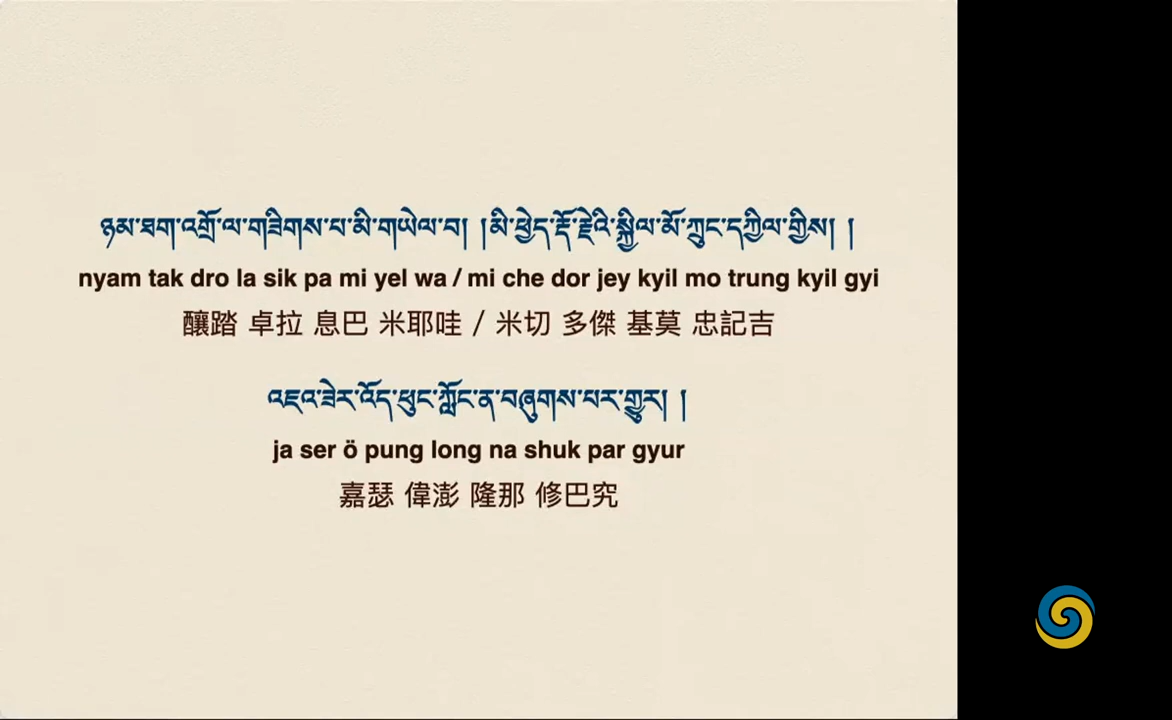 ཉམ་ཐག་འགྲོ་ལ་གཟིགས་པ་མི་གཡེལ་བ། །མི་ཕྱེད་རྡོ་རྗེའི་སྐྱིལ་མོ་ཀྲུང་དཀྱིལ་གྱིས། །
nyam tak dro la sik pa mi yel wa / mi che dor jey kyil mo trung kyil gyi
釀踏 卓拉 息巴 米耶哇 / 米切 多傑 基莫 忠記吉
འཇའ་ཟེར་འོད་ཕུང་ཀློང་ན་བཞུགས་པར་གྱུར། །
ja ser ö pung long na shuk par gyur
嘉瑟 偉澎 隆那 修巴究